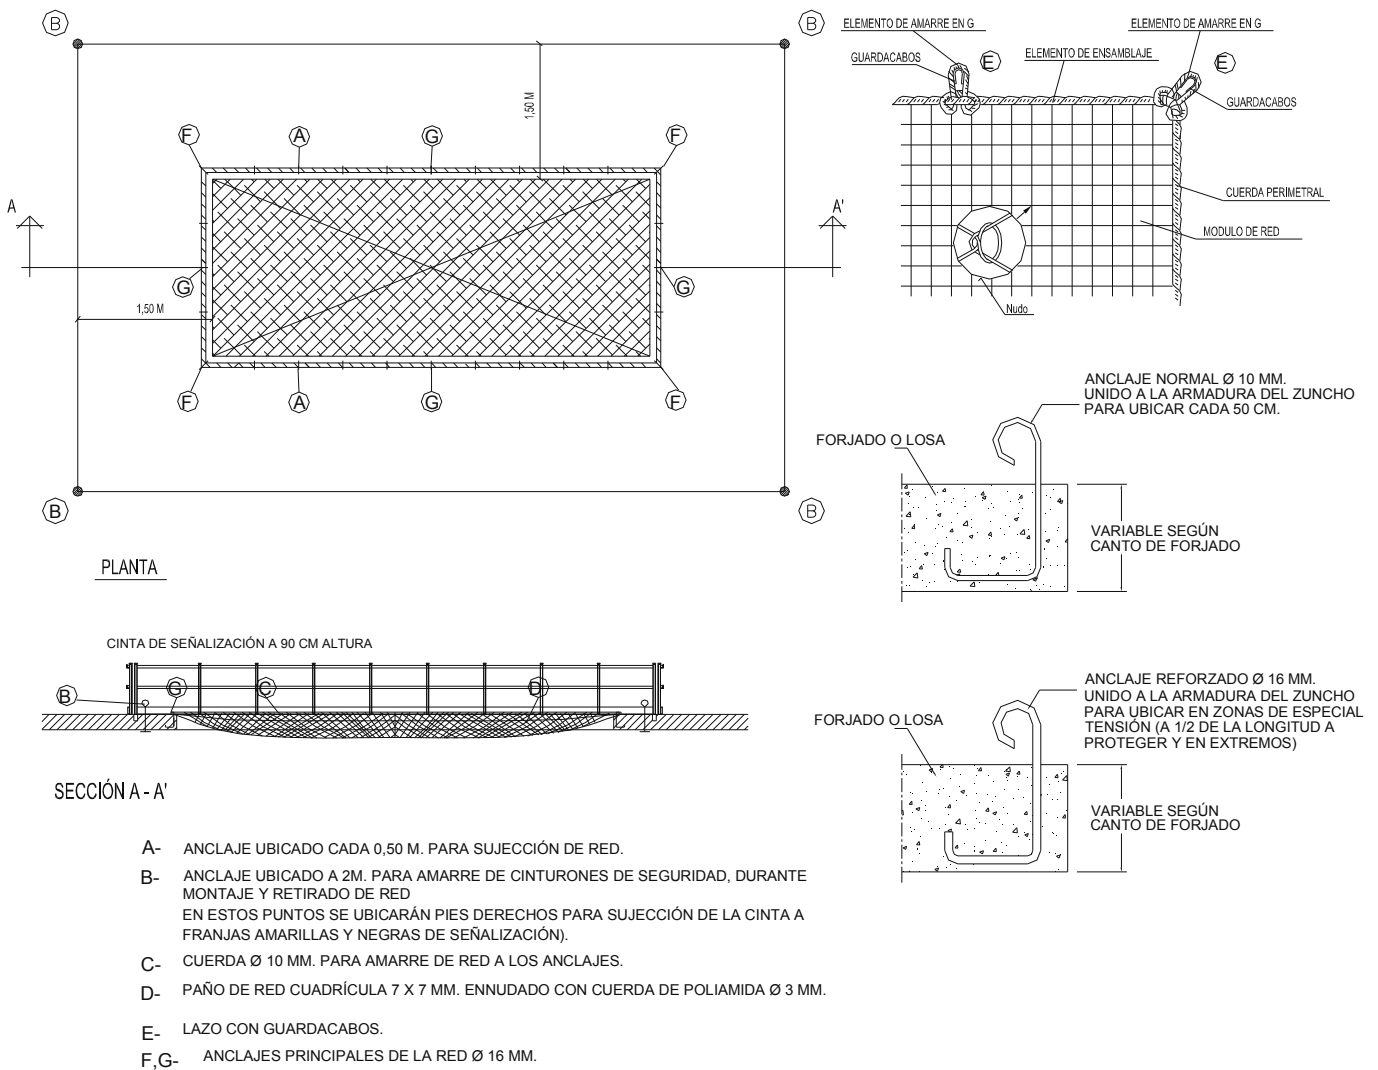 B
B
1,50 M
F
A
G
F
A
A'
G
G
1,50 M
F
A
G
F
B
B
PLANTA
ELEMENTO DE AMARRE EN G
ELEMENTO DE AMARRE EN G
GUARDACABOS
E
ELEMENTO DE ENSAMBLAJE
E
GUARDACABOS
CUERDA PERIMETRAL
MODULO DE RED
Nudo
ANCLAJE NORMAL Ø 10 MM.
UNIDO A LA ARMADURA DEL ZUNCHO
PARA UBICAR CADA 50 CM.
FORJADO O LOSA
VARIABLE SEGÚN
CANTO DE FORJADO
CINTA DE SEÑALIZACIÓN A 90 CM ALTURA
B
G
C
D
SECCIÓN A - A'
ANCLAJE REFORZADO Ø 16 MM.
UNIDO A LA ARMADURA DEL ZUNCHO
PARA UBICAR EN ZONAS DE ESPECIAL
TENSIÓN (A 1/2 DE LA LONGITUD A
PROTEGER Y EN EXTREMOS)
FORJADO O LOSA
VARIABLE SEGÚN
CANTO DE FORJADO
A- ANCLAJE UBICADO CADA 0,50 M. PARA SUJECCIÓN DE RED.
B- ANCLAJE UBICADO A 2M. PARA AMARRE DE CINTURONES DE SEGURIDAD, DURANTE
MONTAJE Y RETIRADO DE RED
EN ESTOS PUNTOS SE UBICARÁN PIES DERECHOS PARA SUJECCIÓN DE LA CINTA A
FRANJAS AMARILLAS Y NEGRAS DE SEÑALIZACIÓN).
C- CUERDA Ø 10 MM. PARA AMARRE DE RED A LOS ANCLAJES.
D- PAÑO DE RED CUADRÍCULA 7 X 7 MM. ENNUDADO CON CUERDA DE POLIAMIDA Ø 3 MM.
E- LAZO CON GUARDACABOS.
F,G- ANCLAJES PRINCIPALES DE LA RED Ø 16 MM.